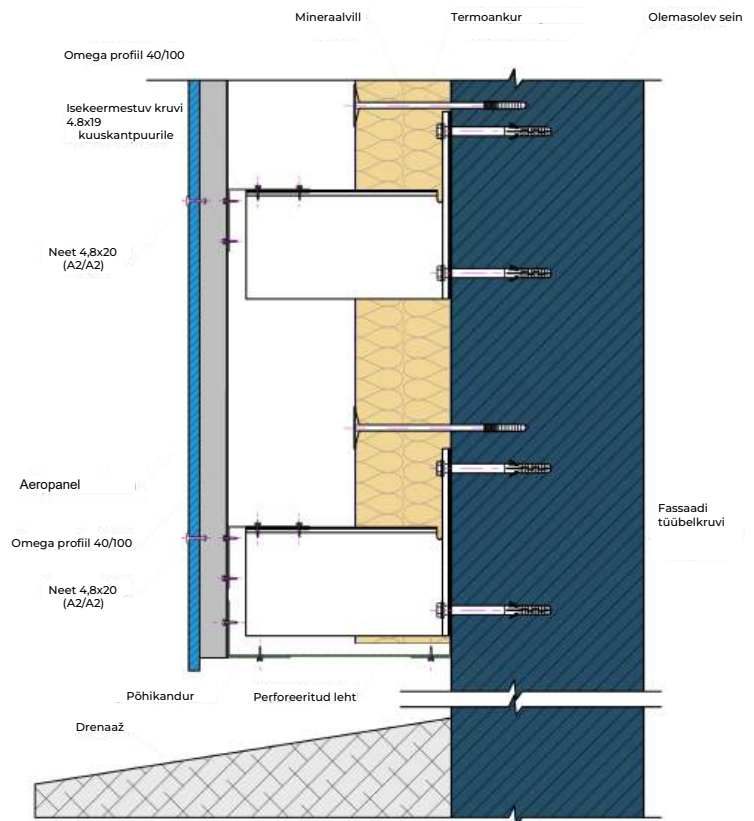 Mineraalvill
Termoankur
Olemasolev sein
Omega profiil 40/100
Isekeermestuv kruvi
4.8x19
kuuskantpuurile
Neet 4,8x20
(A2/A2)
Aeropanel
Fassaadi
tüübelkruvi
Omega profiil 40/100
Neet 4,8x20
(A2/A2)
Põhikandur
Perforeeritud leht
Drenaaž